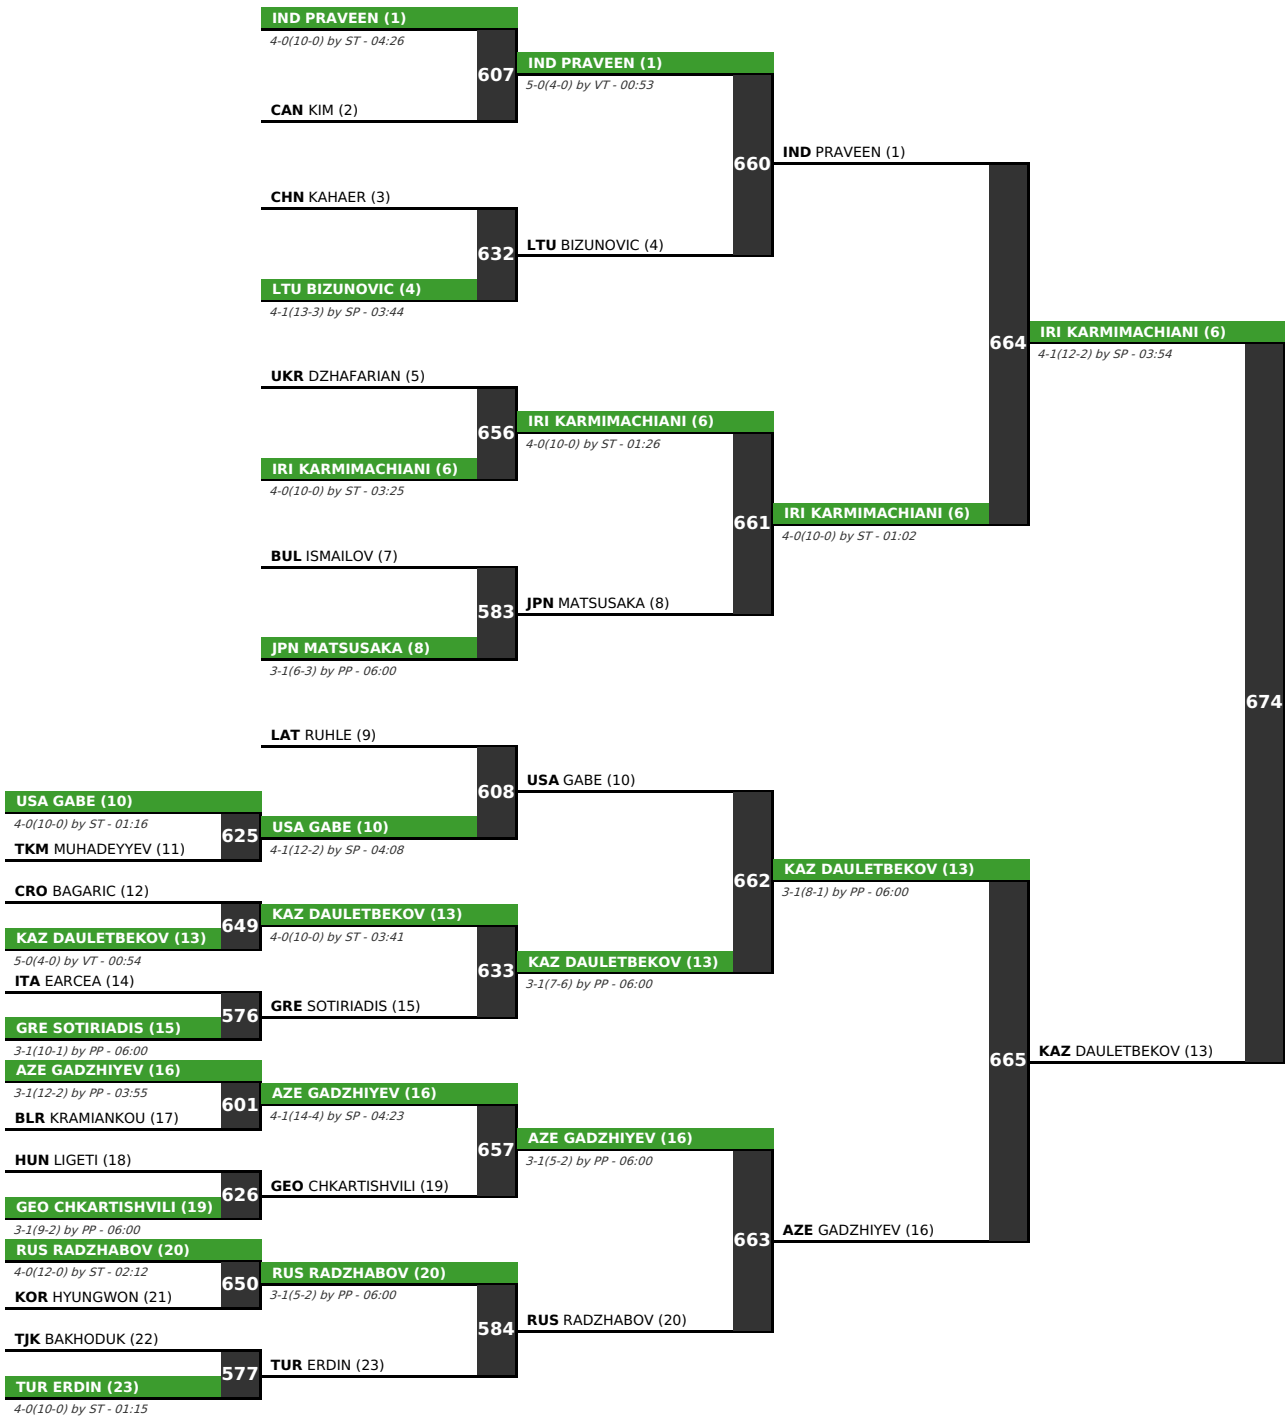 IND PRAVEEN (1)
4-0(10-0) by ST - 04:26
607
CAN KIM (2)
CHN KAHAER (3)
632
LTU BIZUNOVIC (4)
4-1(13-3) by SP - 03:44
UKR DZHAFARIAN (5)
656
IRI KARMIMACHIANI (6)
4-0(10-0) by ST - 03:25
BUL ISMAILOV (7)
583
JPN MATSUSAKA (8)
3-1(6-3) by PP - 06:00
LAT RUHLE (9)
608
USA GABE (10)
4-1(12-2) by SP - 04:08
USA GABE (10)
4-0(10-0) by ST - 01:16
625
TKM MUHADEYYEV (11)
CRO BAGARIC (12)
649
KAZ DAULETBEKOV (13)
5-0(4-0) by VT - 00:54
ITA EARCEA (14)
576
GRE SOTIRIADIS (15)
3-1(10-1) by PP - 06:00
AZE GADZHIYEV (16)
3-1(12-2) by PP - 03:55
601
BLR KRAMIANKOU (17)
HUN LIGETI (18)
626
GEO CHKARTISHVILI (19)
3-1(9-2) by PP - 06:00
RUS RADZHABOV (20)
4-0(12-0) by ST - 02:12
650
KOR HYUNGWON (21)
TJK BAKHODUK (22)
577
TUR ERDIN (23)
4-0(10-0) by ST - 01:15
KAZ DAULETBEKOV (13)
4-0(10-0) by ST - 03:41
633
GRE SOTIRIADIS (15)
AZE GADZHIYEV (16)
4-1(14-4) by SP - 04:23
657
GEO CHKARTISHVILI (19)
RUS RADZHABOV (20)
3-1(5-2) by PP - 06:00
584
TUR ERDIN (23)
IND PRAVEEN (1)
5-0(4-0) by VT - 00:53
660
LTU BIZUNOVIC (4)
IRI KARMIMACHIANI (6)
4-0(10-0) by ST - 01:26
661
JPN MATSUSAKA (8)
USA GABE (10)
662
KAZ DAULETBEKOV (13)
3-1(7-6) by PP - 06:00
AZE GADZHIYEV (16)
3-1(5-2) by PP - 06:00
663
RUS RADZHABOV (20)
IND PRAVEEN (1)
664
IRI KARMIMACHIANI (6)
4-0(10-0) by ST - 01:02
KAZ DAULETBEKOV (13)
3-1(8-1) by PP - 06:00
665
AZE GADZHIYEV (16)
IRI KARMIMACHIANI (6)
4-1(12-2) by SP - 03:54
674
KAZ DAULETBEKOV (13)